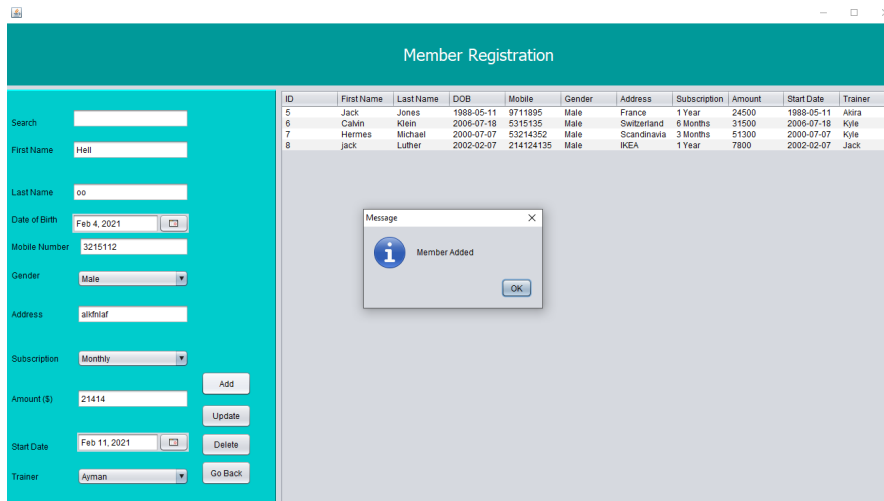 Member Registration
Search
First Name Hell
Last Name oo
Date of Birth Feb 4, 2021
Mobile Number 3215112
Gender Male
Address alkfnlaf
Subscription Monthly
Add
Amount ($) 21414
Update
Start Date Feb 11, 2021
Delete
Trainer Ayman
Go Back
ID First Name Last Name DOB Mobile Gender Address Subscription Amount Start Date Trainer
5 Jack Jones 1988-05-11 9711895 Male France 1 Year 24500 1988-05-11 Akira
6 Calvin Klein 2006-07-18 5315135 Male Switzerland 6 Months 31500 2006-07-18 Kyle
7 Hermes Michael 2000-07-07 53214352 Male Scandinavia 3 Months 51300 2000-07-07 Kyle
8 jack Luther 2002-02-07 214124135 Male IKEA 1 Year 7800 2002-02-07 Jack
Message
Member Added
OK